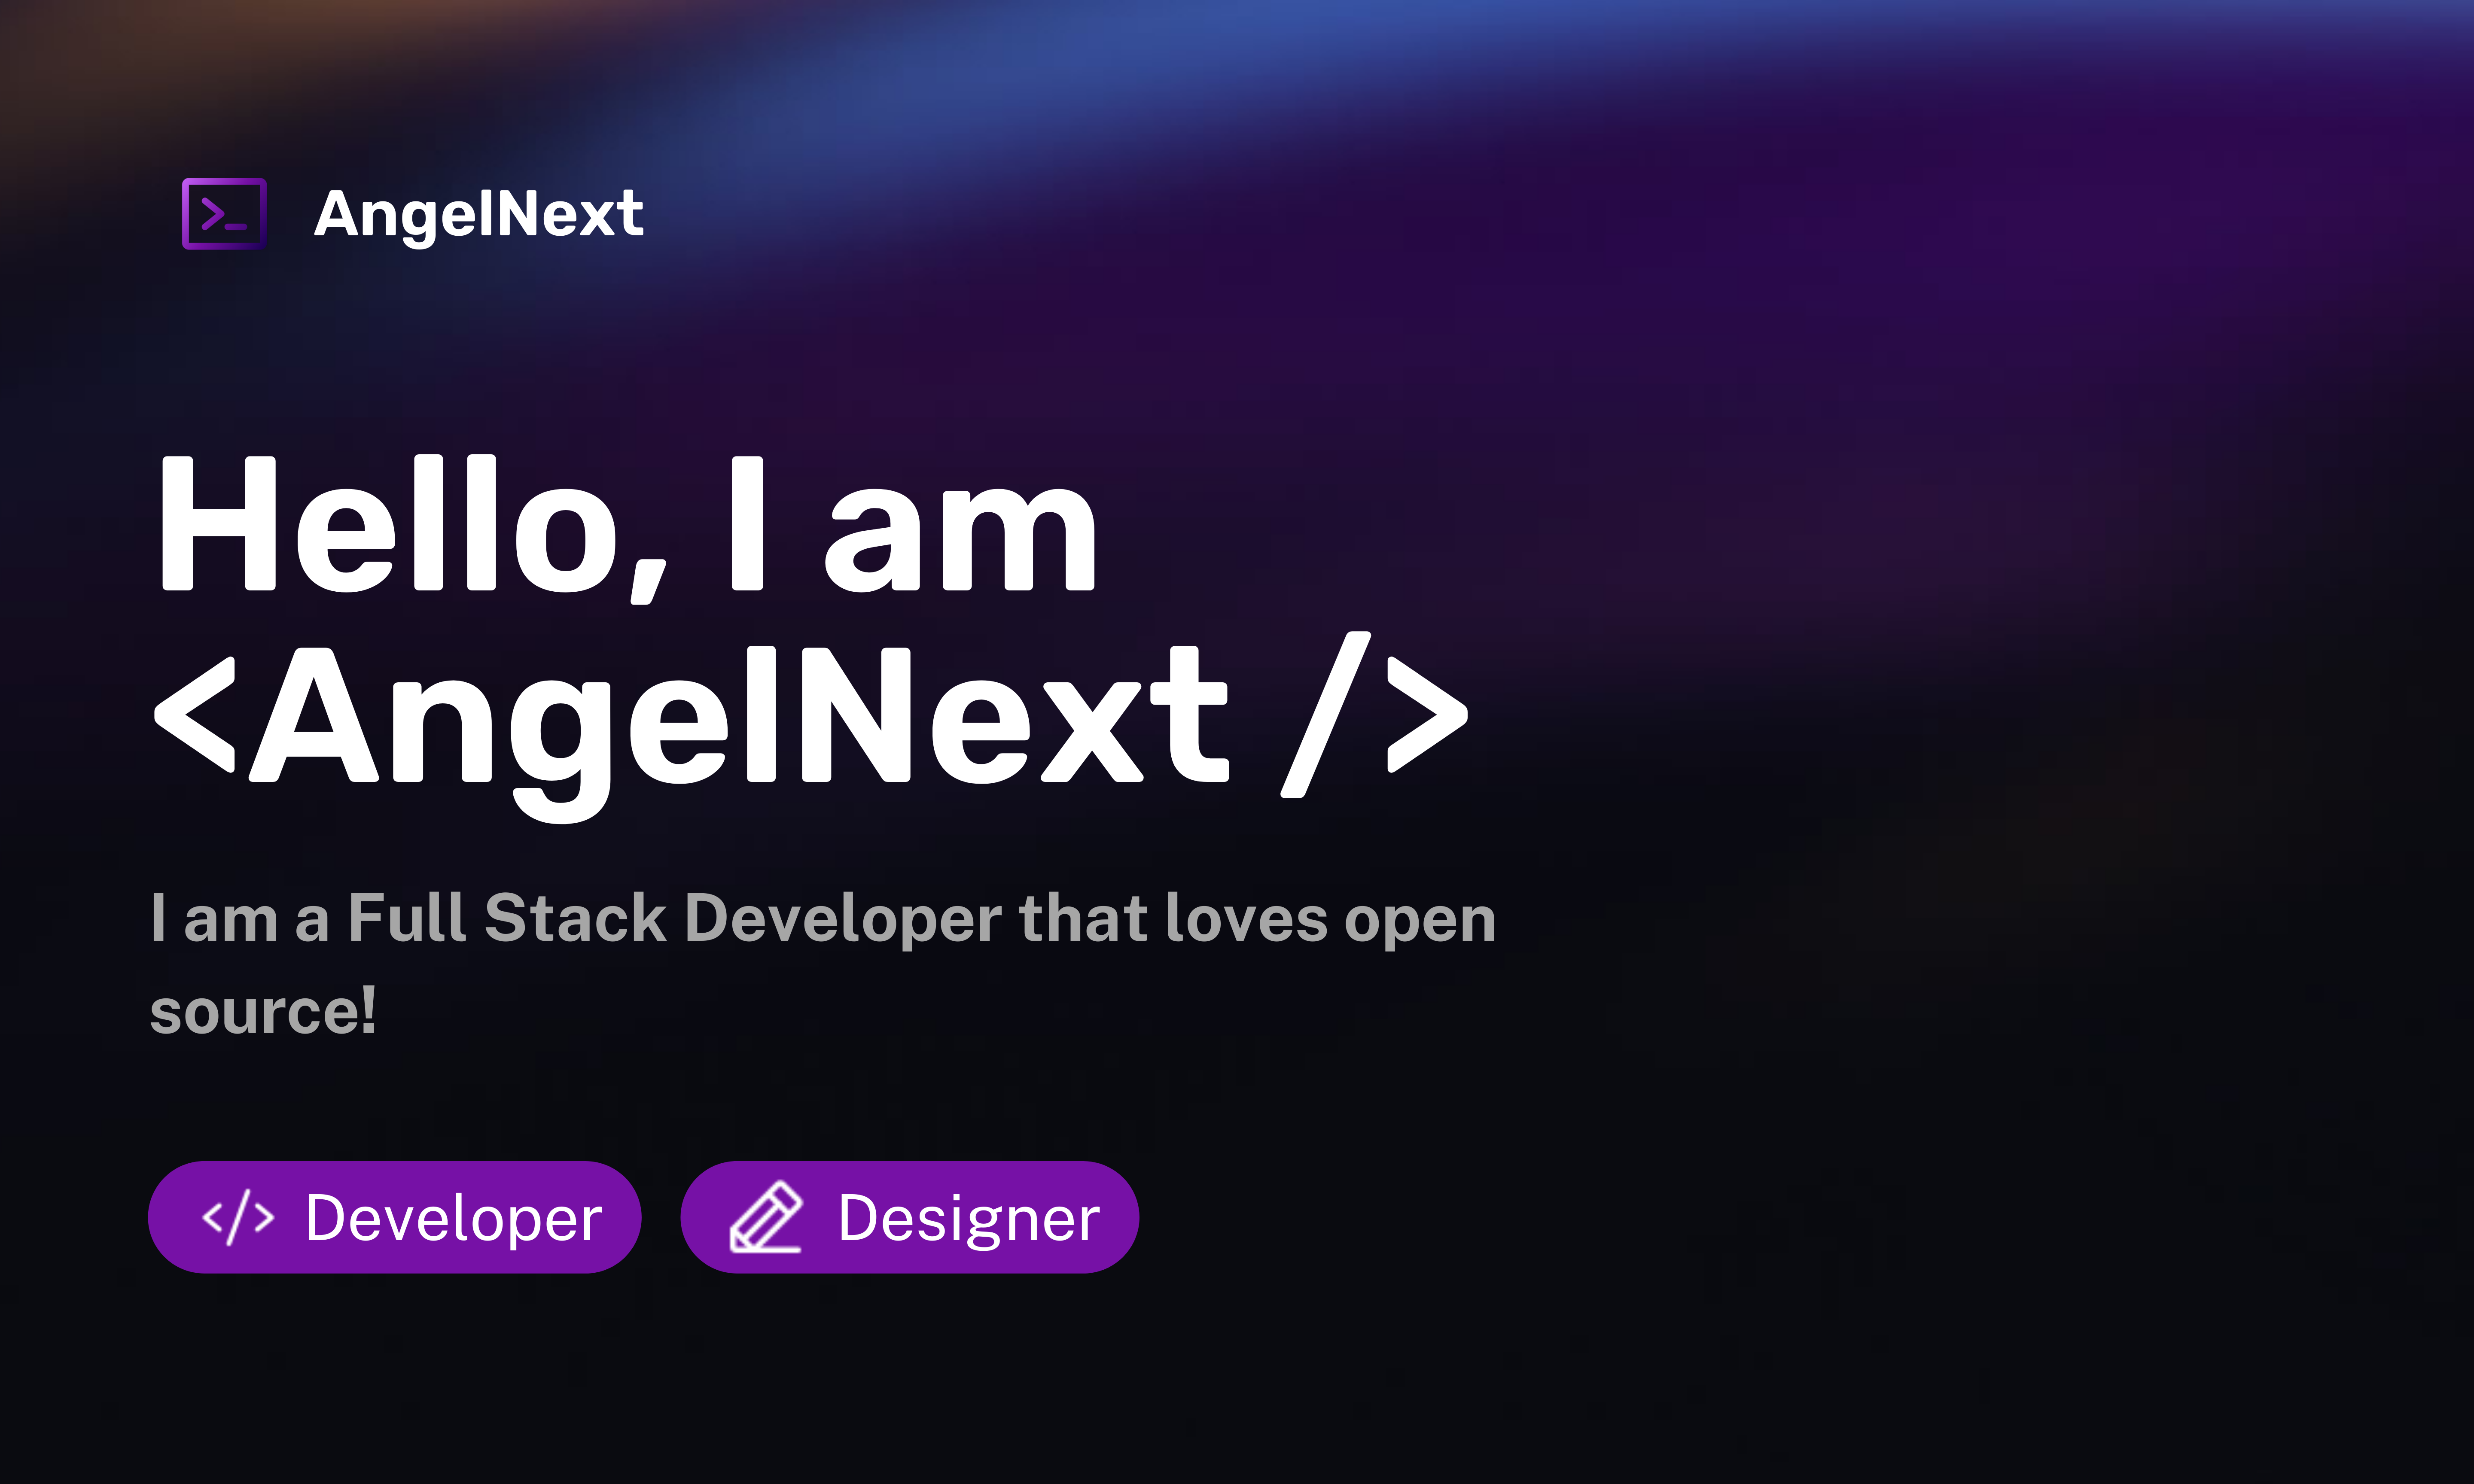 AngelNext
Hello, I am
<AngelNext />
I am a Full Stack Developer that loves open
source!
Developer
Designer